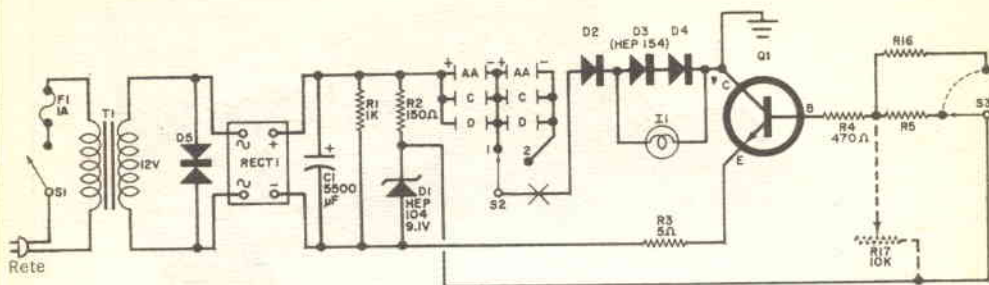 F1
1A
S1
Rete
T1
12V
D5
RECT 1
+
-
+
C1
5500
μF
R1
1K
R2
150Ω
D1
HEP
104
9.1V
+ AA - + AA -
C C
D D
1 2
S2
D2 D3 D4
(HEP 154)
I1
Q1
C
B
E
R3
5Ω
R4
470Ω
R16
R5
S3
R17
10K